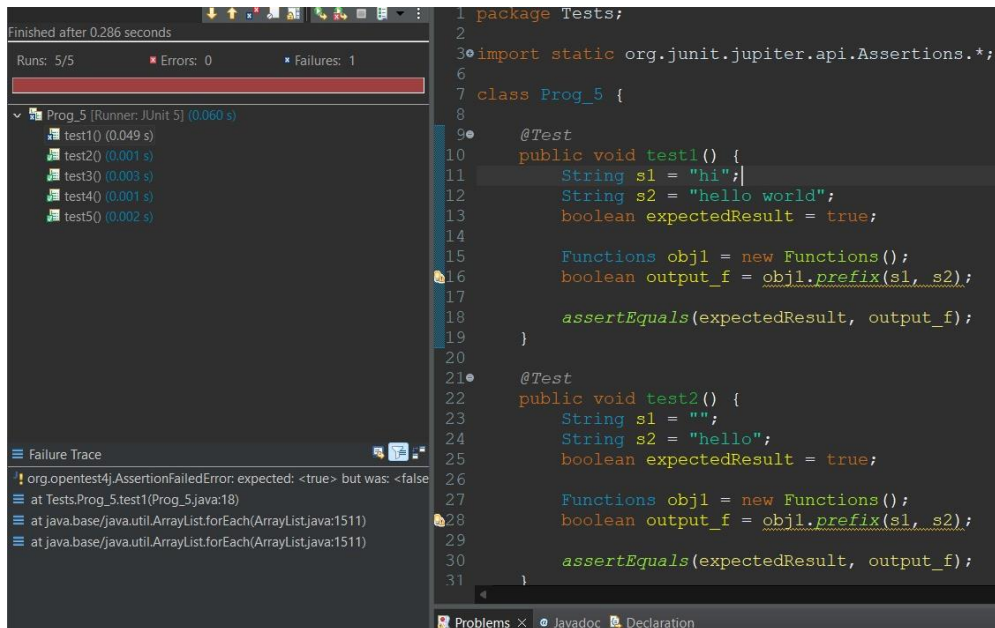 Finished after 0.286 seconds
Runs: 5/5 Errors: 0 Failures: 1
Prog_5 [Runner: JUnit 5] (0.060 s)
test1() (0.049 s)
test2() (0.001 s)
test3() (0.003 s)
test4() (0.001 s)
test5() (0.002 s)
Failure Trace
org.opentest4j.AssertionFailedError: expected: <true> but was: <false
at Tests.Prog_5.test1(Prog_5.java:18)
at java.base/java.util.ArrayList.forEach(ArrayList.java:1511)
at java.base/java.util.ArrayList.forEach(ArrayList.java:1511)
1 package Tests;
2
3 import static org.junit.jupiter.api.Assertions.*;
6
7 class Prog_5 {
8
9 @Test
10 public void test1() {
11 String s1 = "hi";
12 String s2 = "hello world";
13 boolean expectedResult = true;
14
15 Functions obj1 = new Functions();
16 boolean output_f = obj1.prefix(s1, s2);
17
18 assertEquals(expectedResult, output_f);
19 }
20
21 @Test
22 public void test2() {
23 String s1 = "";
24 String s2 = "hello";
25 boolean expectedResult = true;
26
27 Functions obj1 = new Functions();
28 boolean output_f = obj1.prefix(s1, s2);
29
30 assertEquals(expectedResult, output_f);
31 }
Problems Javadoc Declaration